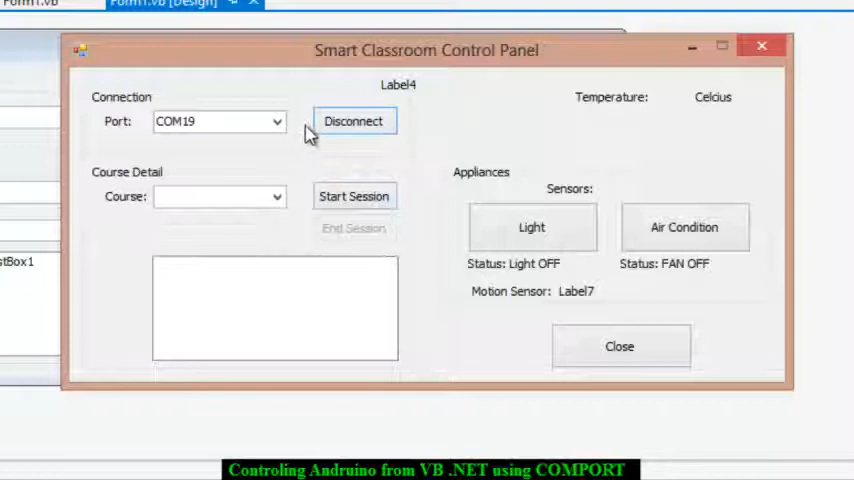 Form1.vb
Form1.vb [Design]
Smart Classroom Control Panel
Label4
Connection
Port:
COM19
Disconnect
Temperature:
Celcius
Course Detail
Course:
Start Session
End Session
Appliances
Sensors:
Light
Air Condition
Status: Light OFF
Status: FAN OFF
Motion Sensor: Label7
Close
stBox1
Controling Andruino from VB .NET using COMPORT